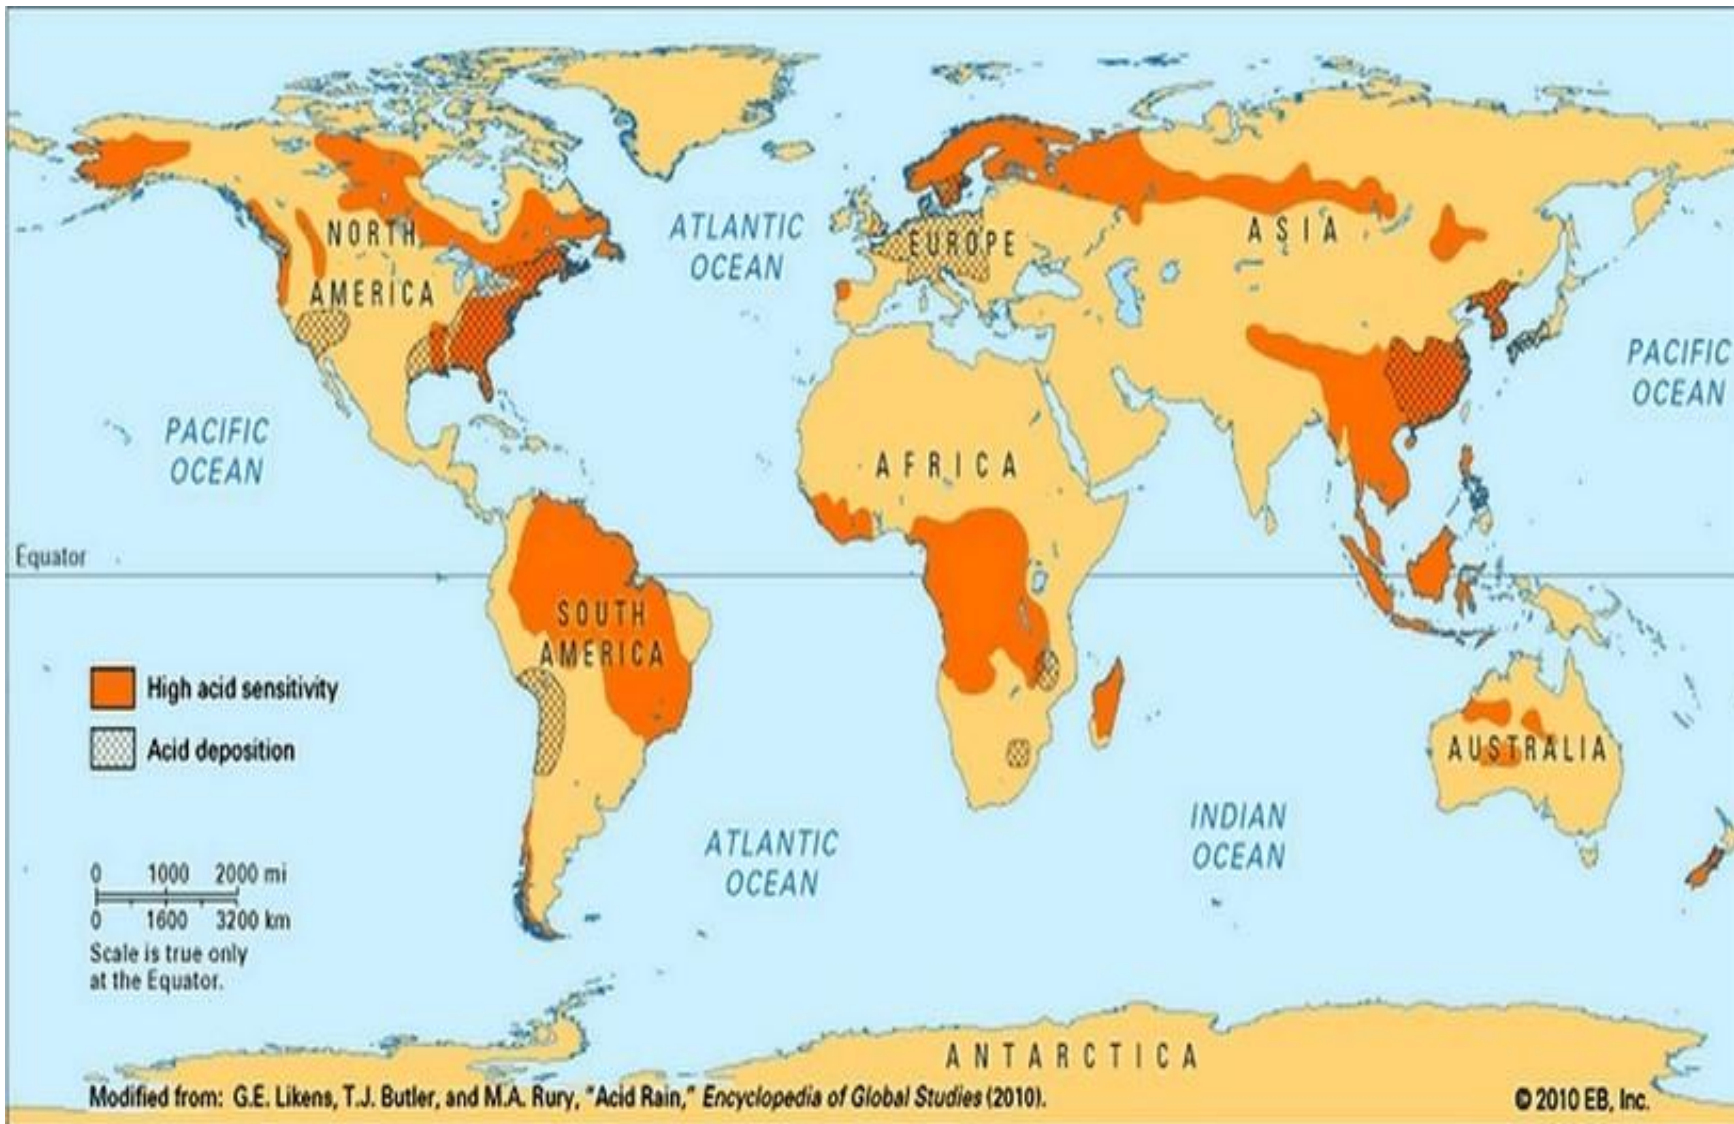 ATLANTIC
OCEAN
NORTH
AMERICA
EUROPE
ASIA
PACIFIC
OCEAN
PACIFIC
OCEAN
AFRICA
Equator
SOUTH
AMERICA
High acid sensitivity
Acid deposition
AUSTRALIA
INDIAN
OCEAN
ATLANTIC
OCEAN
0 1000 2000 mi
0 1600 3200 km
Scale is true only
at the Equator.
ANTARCTICA
Modified from: G.E. Likens, T.J. Butler, and M.A. Rury, "Acid Rain," Encyclopedia of Global Studies (2010).
© 2010 EB, Inc.